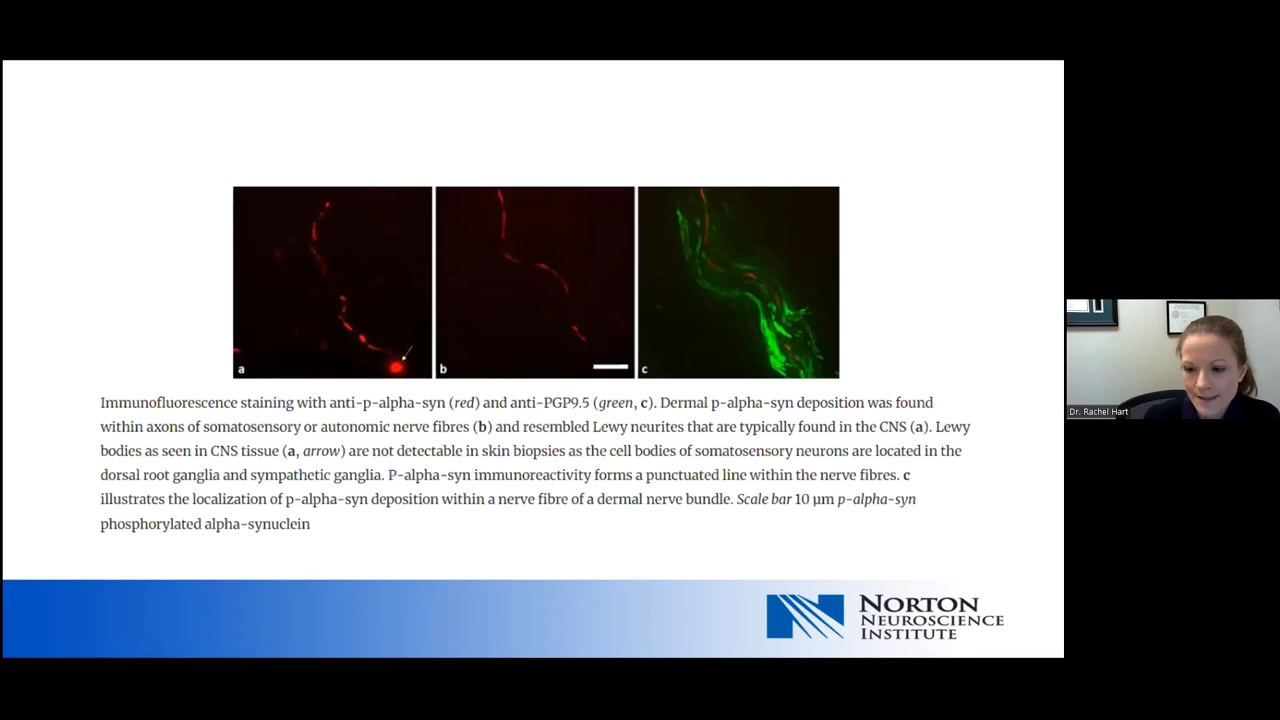 a
b
c
Immunofluorescence staining with anti-p-alpha-syn (red) and anti-PGP9.5 (green, c). Dermal p-alpha-syn deposition was found
within axons of somatosensory or autonomic nerve fibres (b) and resembled Lewy neurites that are typically found in the CNS (a). Lewy
bodies as seen in CNS tissue (a, arrow) are not detectable in skin biopsies as the cell bodies of somatosensory neurons are located in the
dorsal root ganglia and sympathetic ganglia. P-alpha-syn immunoreactivity forms a punctuated line within the nerve fibres. c
illustrates the localization of p-alpha-syn deposition within a nerve fibre of a dermal nerve bundle. Scale bar 10 μm p-alpha-syn
phosphorylated alpha-synuclein
NORTON
NEUROSCIENCE
INSTITUTE
Dr. Rachel Hart